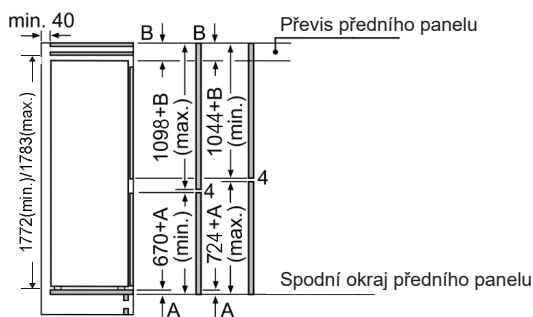 min. 40
B
B
Převis předního panelu
1772(min.)/1783(max.)
1098+B
(max.)
1044+B
(min.)
4
4
670+A
(min.)
724+A
(max.)
Spodní okraj předního panelu
A
A